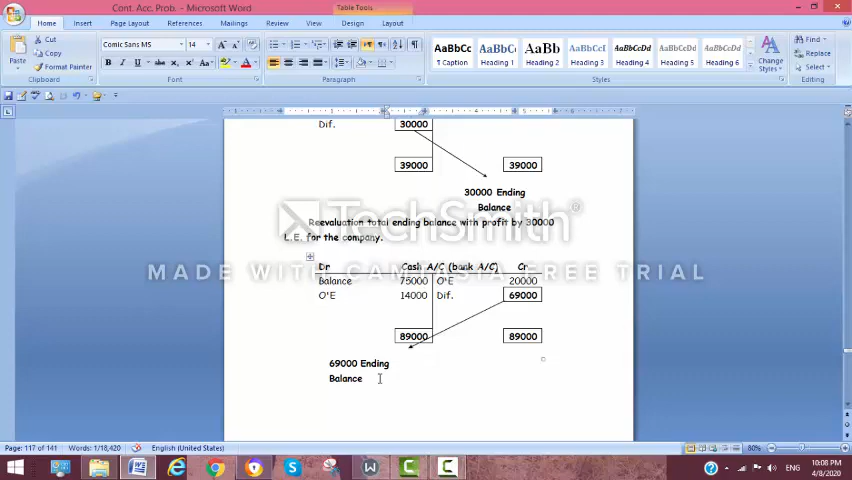 Cont. Acc. Prob. - Microsoft Word
Table Tools
Home Insert Page Layout References Mailings Review View Design Layout
Paste
Cut
Copy
Format Painter
Clipboard
Comic Sans MS 14
Font
Paragraph
AaBbCc AaBbCc AaBb AaBbCcI AaBbCcDd AaBbCcDd AaBbCcDd
¶ Caption Heading 1 Heading 2 Heading 3 Heading 4 Heading 5 Heading 6
Styles
Change Styles
Find
Replace
Select
Editing
Dif. 30000
39000 39000
30000 Ending
Balance
Reevaluation total ending balance with profit by 30000
L.E. for the company.
TechSmith
MADE WITH CAMTASIA FREE TRIAL
Dr Cash A/C (bank A/C) Cr
Balance 75000 O'E 20000
O'E 14000 Dif. 69000
89000 89000
69000 Ending
Balance
Page: 117 of 141 Words: 1/18,420 English (United States) 80%
ENG
10:08 PM
4/8/2020